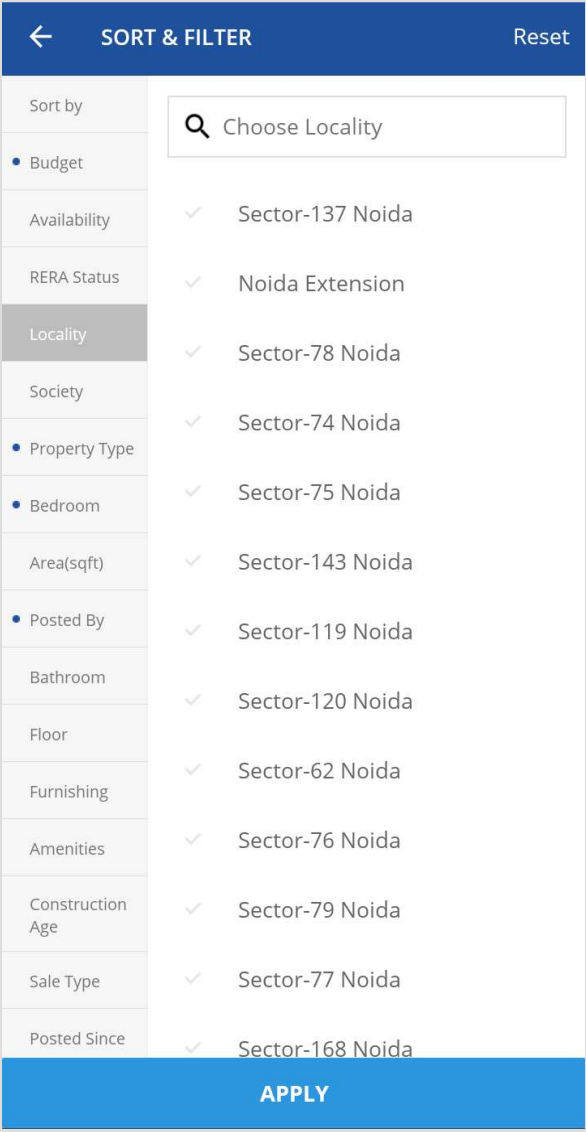 SORT & FILTER
Reset
Sort by
Budget
Availability
RERA Status
Locality
Society
Property Type
Bedroom
Area(sqft)
Posted By
Bathroom
Floor
Furnishing
Amenities
Construction
Age
Sale Type
Posted Since
Choose Locality
Sector-137 Noida
Noida Extension
Sector-78 Noida
Sector-74 Noida
Sector-75 Noida
Sector-143 Noida
Sector-119 Noida
Sector-120 Noida
Sector-62 Noida
Sector-76 Noida
Sector-79 Noida
Sector-77 Noida
Sector-168 Noida
APPLY